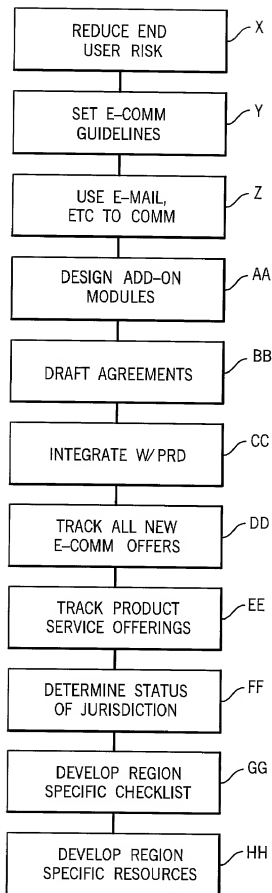 REDUCE END
USER RISK
X
SET E-COMM
GUIDELINES
Y
USE E-MAIL,
ETC TO COMM
Z
DESIGN ADD-ON
MODULES
AA
DRAFT AGREEMENTS
BB
INTEGRATE W/PRD
CC
TRACK ALL NEW
E-COMM OFFERS
DD
TRACK PRODUCT
SERVICE OFFERINGS
EE
DETERMINE STATUS
OF JURISDICTION
FF
DEVELOP REGION
SPECIFIC CHECKLIST
GG
DEVELOP REGION
SPECIFIC RESOURCES
HH